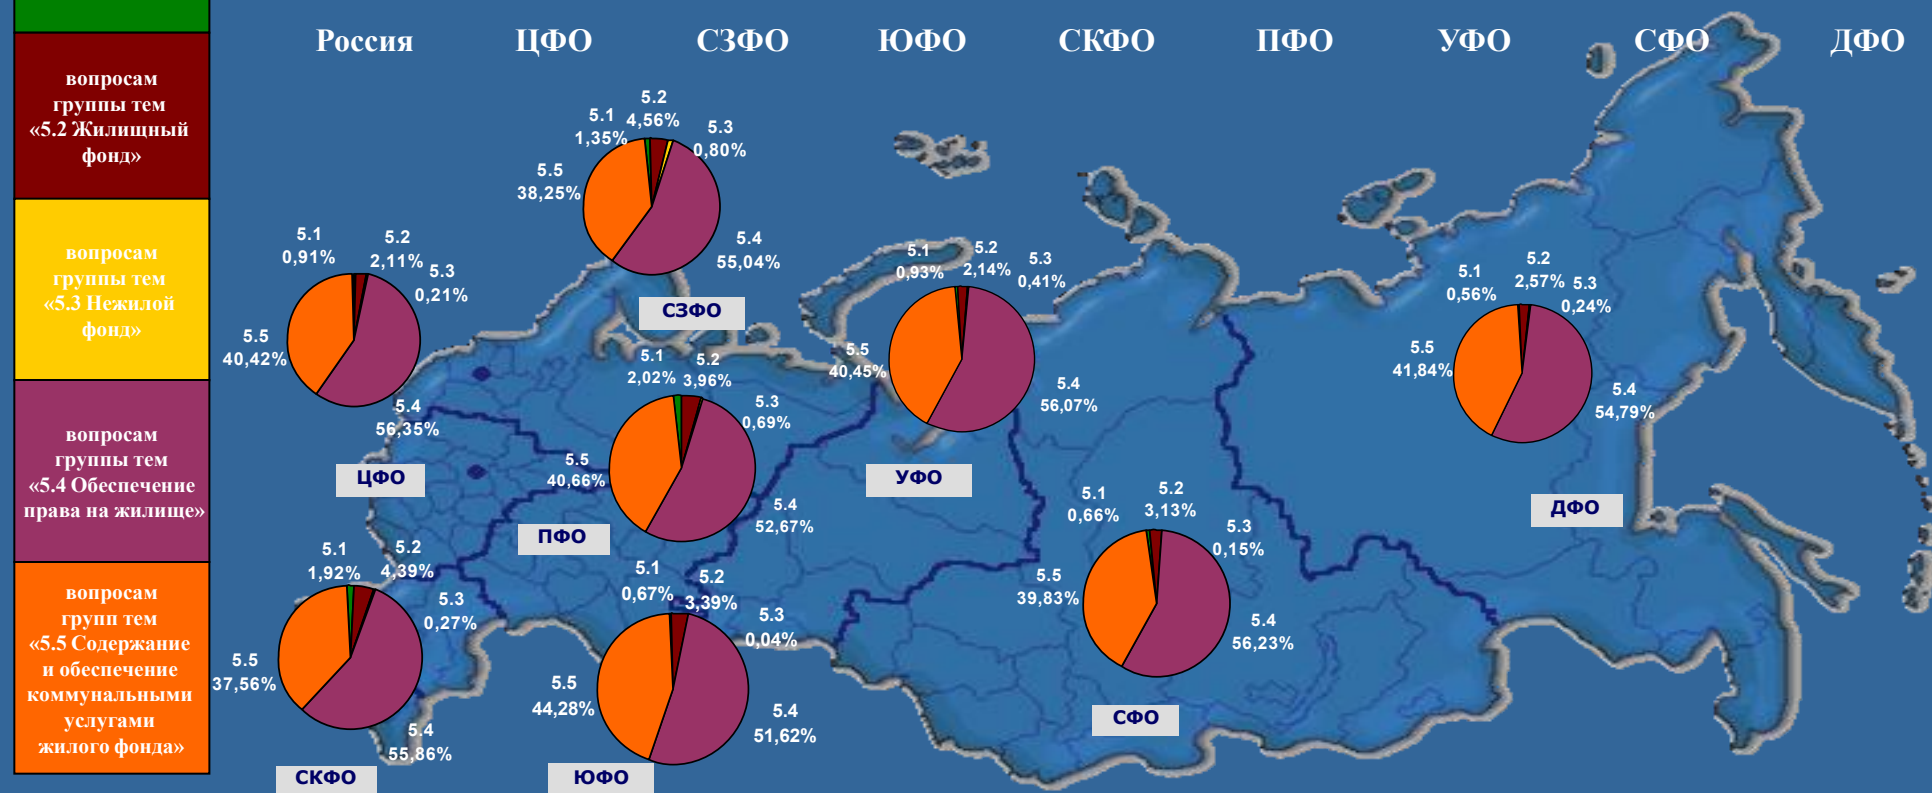 Россия ЦФО СЗФО ЮФО СКФО ПФО УФО СФО ДФО
вопросам
группы тем
«5.2 Жилищный
фонд»
вопросам
группы тем
«5.3 Нежилой
фонд»
вопросам
группы тем
«5.4 Обеспечение
права на жилище»
вопросам
групп тем
«5.5 Содержание
и обеспечение
коммунальными
услугами
жилого фонда»
5.1
1,35%
5.2
4,56%
5.3
0,80%
5.5
38,25%
5.4
55,04%
СЗФО
5.1
0,91%
5.2
2,11%
5.3
0,21%
5.5
40,42%
5.4
56,35%
ЦФО
5.1
2,02%
5.2
3,96%
5.3
0,69%
5.5
40,66%
5.4
52,67%
ПФО
5.1
0,93%
5.2
2,14%
5.3
0,41%
5.5
40,45%
5.4
56,07%
УФО
5.1
0,56%
5.2
2,57%
5.3
0,24%
5.5
41,84%
5.4
54,79%
ДФО
5.1
0,66%
5.2
3,13%
5.3
0,15%
5.5
39,83%
5.4
56,23%
СФО
5.1
1,92%
5.2
4,39%
5.3
0,27%
5.5
37,56%
5.4
55,86%
СКФО
5.1
0,67%
5.2
3,39%
5.3
0,04%
5.5
44,28%
5.4
51,62%
ЮФО